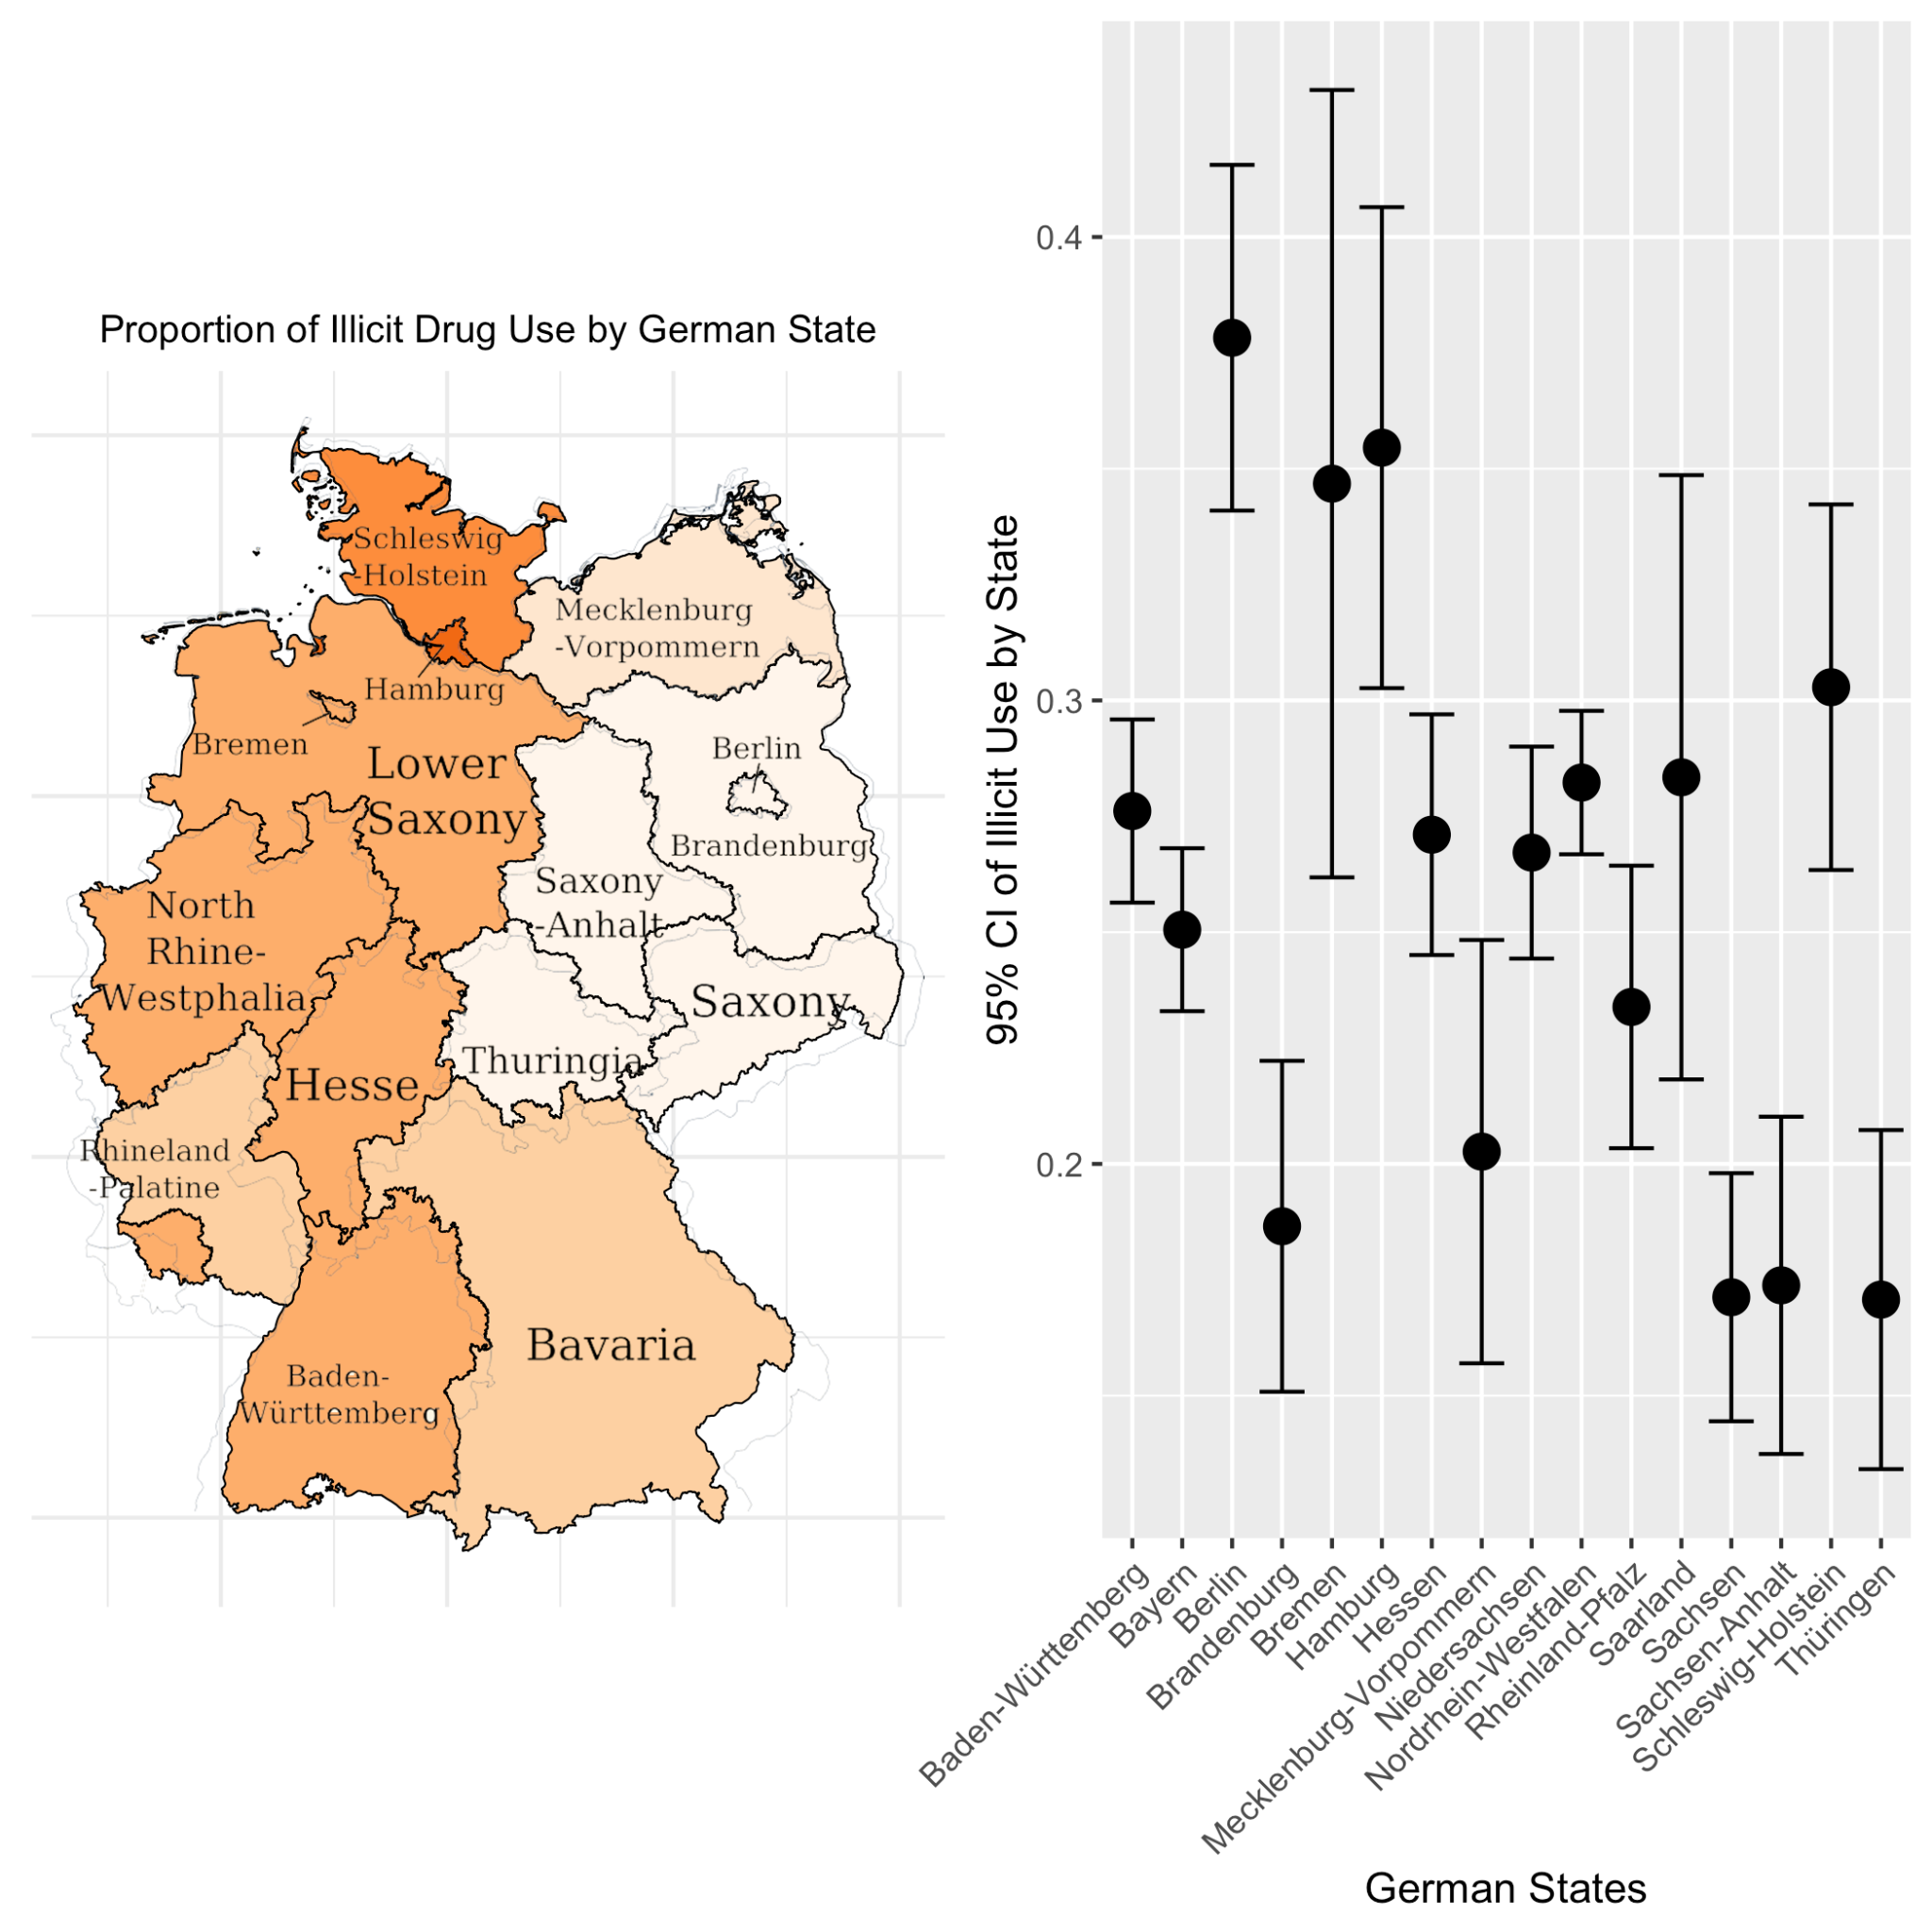 Proportion of Illicit Drug Use by German State
Schleswig
-Holstein
Mecklenburg
-Vorpommern
Hamburg
Bremen
Lower
Saxony
Berlin
Brandenburg
Saxony
-Anhalt
North
Rhine-
Westphalia
Saxony
Thuringia
Hesse
Rhineland
-Palatine
Bavaria
Baden-
Württemberg
95% CI of Illicit Use by State
0.4
0.3
0.2
Baden-Württemberg
Bayern
Berlin
Brandenburg
Bremen
Hamburg
Hessen
Mecklenburg-Vorpommern
Niedersachsen
Nordrhein-Westfalen
Rheinland-Pfalz
Saarland
Sachsen
Sachsen-Anhalt
Schleswig-Holstein
Thüringen
German States